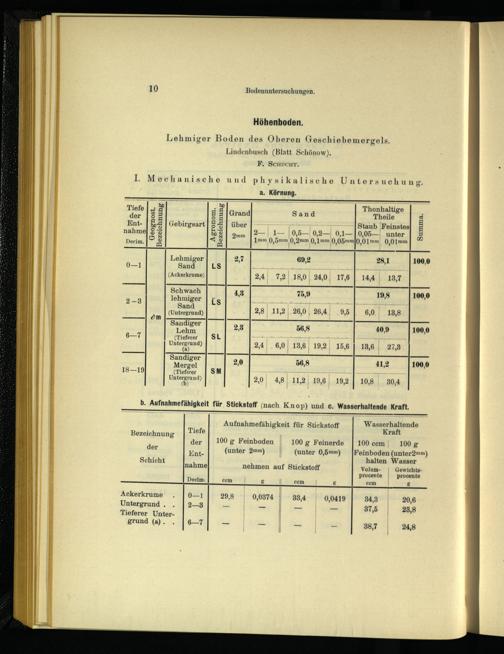 10
Bodenuntersuchungen.
Höhenboden.
Lehmiger Boden des Oberen Geschiebemergels.
Lindenbusch (Blatt Schönow).
F. Schucht.
I. Mechanische und physikalische Untersuchung.
a. Körnung.
Tiefe der Ent-nahme Decim.
Geognost. Bezeichnung
Gebirgsart
Agronom. Bezeichnung
Grand über 2mm
Sand
2—1mm 1—0,5mm 0,5—0,2mm 0,2—0,1mm 0,1—0,05mm
Thonhaltige Theile
Staub 0,05—0,01mm Feinstes unter 0,01mm
Summa.
0—1 Lehmiger Sand (Ackerkrume) LS 2,7 69,2 28,1 100,0
2,4 7,2 18,0 24,0 17,6 14,4 13,7
∂m
2—3 Schwach lehmiger Sand (Untergrund) L̆S 4,3 75,9 19,8 100,0
2,8 11,2 26,0 26,4 9,5 6,0 13,8
6—7 Sandiger Lehm (Tieferer Untergrund) (a) SL 2,3 56,8 40,9 100,0
2,4 6,0 13,6 19,2 15,6 13,6 27,3
18—19 Sandiger Mergel (Tieferer Untergrund) (b) SM 2,0 56,8 41,2 100,0
2,0 4,8 11,2 19,6 19,2 10,8 30,4
b. Aufnahmefähigkeit für Stickstoff (nach Knop) und c. Wasserhaltende Kraft.
Bezeichnung der Schicht
Tiefe der Ent-nahme Decim.
Aufnahmefähigkeit für Stickstoff
100 g Feinboden (unter 2mm) 100 g Feinerde (unter 0,5mm)
nehmen auf Stickstoff
ccm g ccm g
Wasserhaltende Kraft
100 ccm 100 g
Feinboden (unter 2mm)
halten Wasser
Volum-procente ccm Gewichts-procente g
Ackerkrume . 0—1 29,8 0,0374 33,4 0,0419 34,3 20,6
Untergrund . . 2—3 — — — — 37,5 23,8
Tieferer Unter-
grund (a) . . 6—7 — — — — 38,7 24,8